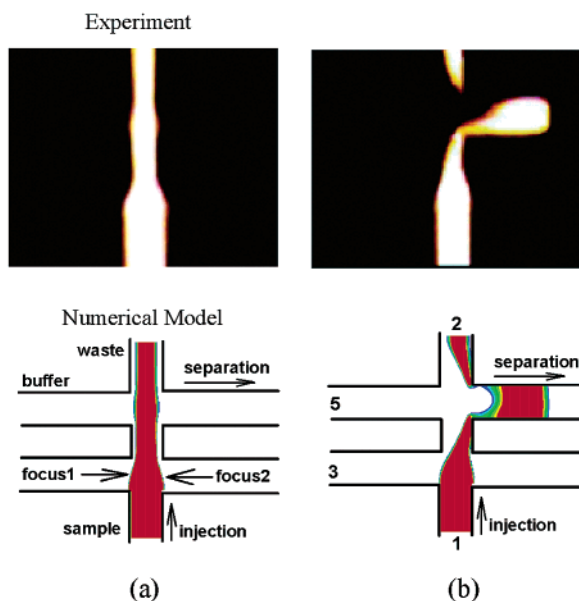 Experiment
Numerical Model
waste
separation
buffer
focus1
focus2
sample
injection
2
separation
5
3
injection
1
(a)
(b)